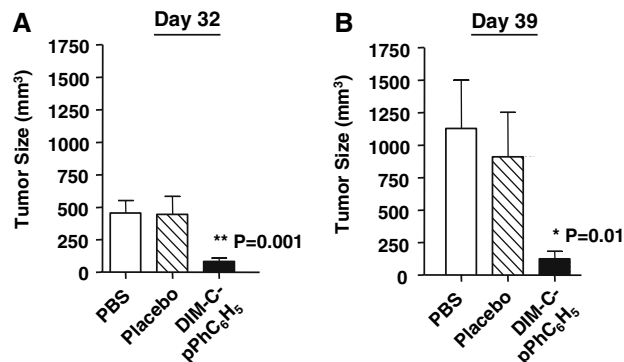 A
Day 32
Tumor Size (mm³)
1750
1500
1250
1000
750
500
250
0
** P=0.001
PBS
Placebo
DIM-C-
pPhC₆H₅
B
Day 39
Tumor Size (mm³)
1750
1500
1250
1000
750
500
250
0
* P=0.01
PBS
Placebo
DIM-C-
pPhC₆H₅